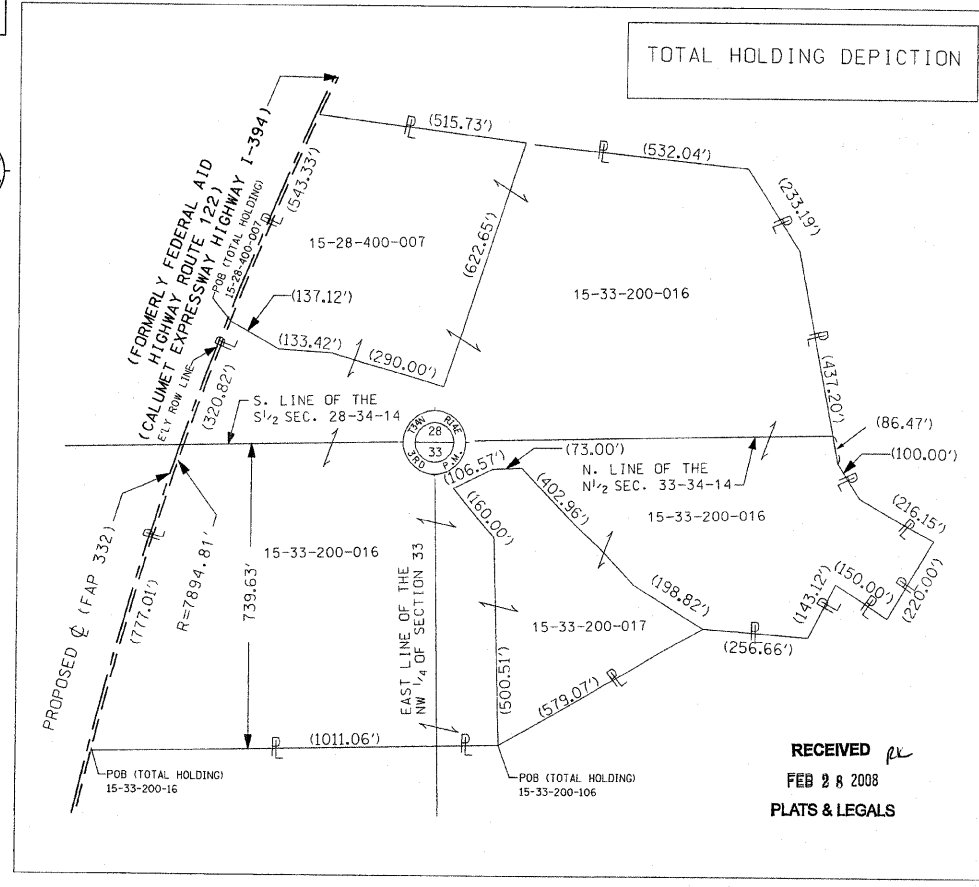 TOTAL HOLDING DEPICTION
(FORMERLY FEDERAL AID
HIGHWAY ROUTE 122)
(CALUMET EXPRESSWAY HIGHWAY I-394)
POB (TOTAL HOLDING)
15-28-400-007
E'LY ROW LINE
(543.33')
(515.73')
(532.04')
(233.19')
15-28-400-007
(622.65')
15-33-200-016
(137.12')
(133.42')
(290.00')
(437.20')
(320.82')
S. LINE OF THE
S1/2 SEC. 28-34-14
T34N R14E
28
33
3RD P.M.
(86.47')
(100.00')
(106.57')
(73.00')
N. LINE OF THE
N1/2 SEC. 33-34-14
(402.96')
15-33-200-016
(216.15')
(160.00')
PROPOSED ℄ (FAP 332)
(777.01')
R=7894.81'
15-33-200-016
739.63'
EAST LINE OF THE
NW 1/4 OF SECTION 33
(198.82')
(143.12')
(150.00')
(220.00')
15-33-200-017
(256.66')
(500.51')
(579.07')
(1011.06')
POB (TOTAL HOLDING)
15-33-200-16
POB (TOTAL HOLDING)
15-33-200-106
RECEIVED
FEB 28 2008
PLATS & LEGALS